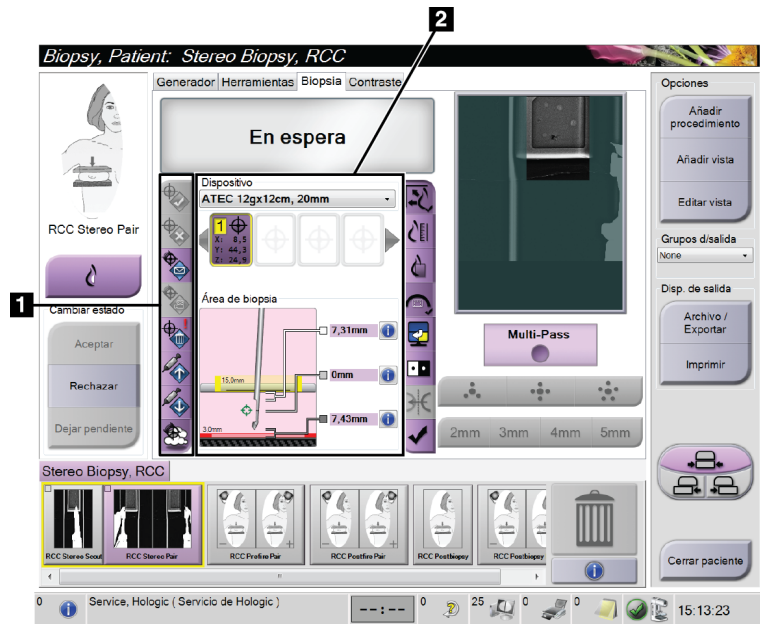 2
Biopsy, Patient: Stereo Biopsy, RCC
Generador Herramientas Biopsia Contraste
Opciones
Añadir
procedimiento
Añadir vista
Editar vista
Grupos d/salida
None
Disp. de salida
Archivo /
Exportar
Imprimir
Cerrar paciente
En espera
RCC Stereo Pair
1
Cambiar estado
Aceptar
Rechazar
Dejar pendiente
Dispositivo
ATEC 12gx12cm, 20mm
1
X: 8,5
Y: 44,3
Z: 24,9
Área de biopsia
7,31mm
15,0mm
0mm
7,43mm
3.0mm
Multi-Pass
2mm 3mm 4mm 5mm
Stereo Biopsy, RCC
RCC Stereo Scout
RCC Stereo Pair
RCC Prefire Pair
RCC Postfire Pair
RCC Postbiopsy
RCC Postbiopsy
0 Service, Hologic ( Servicio de Hologic ) --:-- 0 25 0 0 15:13:23